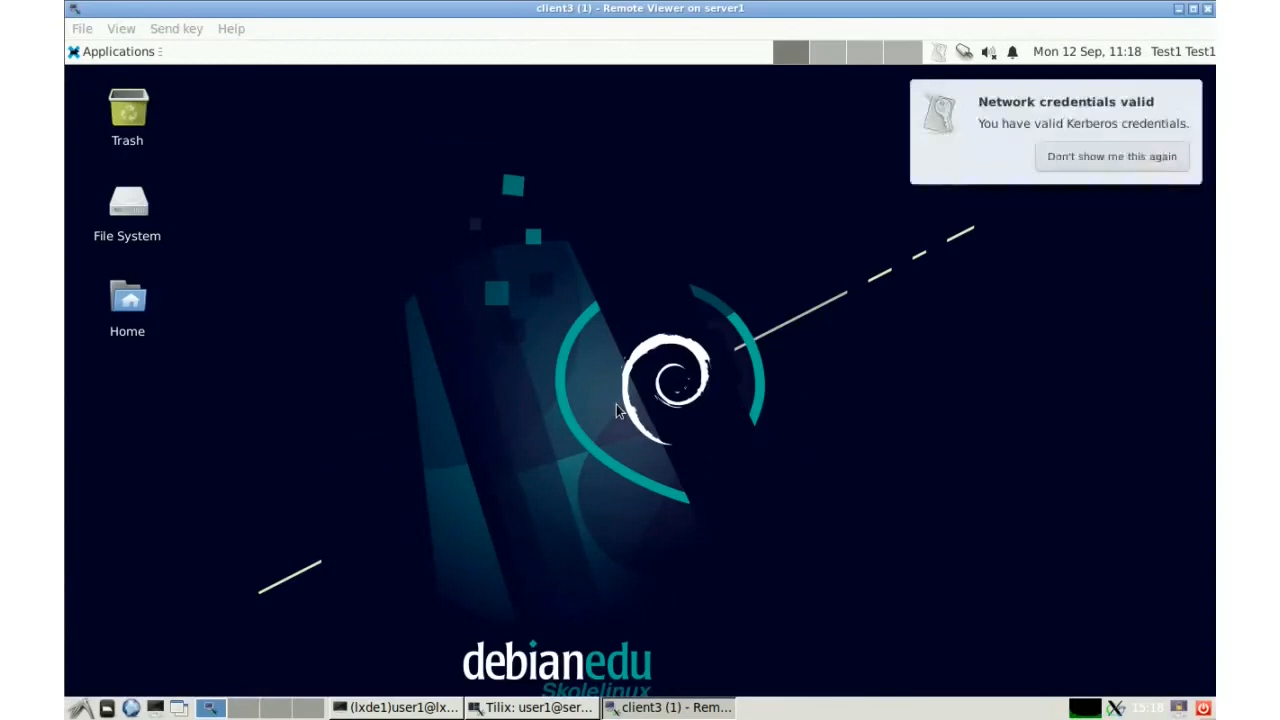 client3 (1) - Remote Viewer on server1
File View Send key Help
Applications Mon 12 Sep, 11:18 Test1 Test1
Network credentials valid
You have valid Kerberos credentials.
Don't show me this again
Trash
File System
Home
debianedu
Skolelinux
(lxde1)user1@lx... Tilix: user1@ser... client3 (1) - Rem... 15:18